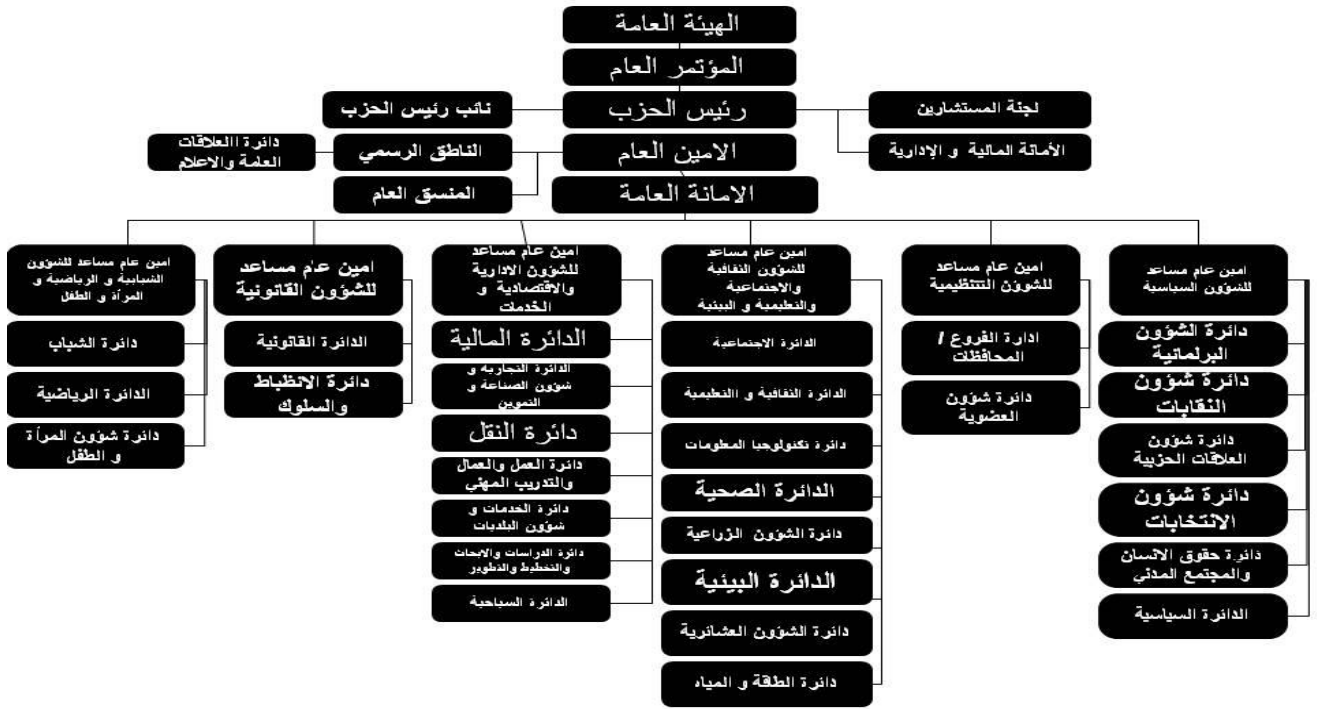 الهيئة العامة
المؤتمر العام
رئيس الحزب
نائب رئيس الحزب
لجنة المستشارين
الأمانة المالية و الإدارية
الامين العام
الناطق الرسمي
دائرة االعلاقات
العامة والاعلام
المنسق العام
الامانة العامة
امين عام مساعد
للشؤون السياسية
دائرة الشؤون
البرلمانية
دائرة شؤون
النقابات
دائرة شؤون
العلاقات الحزبية
دائرة شؤون
الانتخابات
دائرة حقوق الانسان
والمجتمع المدني
الدائرة السياسية
امين عام مساعد
للشوؤن التنظيمية
ادارة الفروع /
المحافظات
دائرة شؤون
العضوية
امين عام مساعد
للشؤون الثقافية
والاجتماعية
والتعليمية و البيئية
الدائرة الاجتماعية
الدائرة الثقافية و االتعليمية
دائرة تكنولوجيا المعلومات
الدائرة الصحية
دائرة الشؤون الزراعية
الدائرة البيئية
دائرة الشؤون العشائرية
دائرة الطاقة و المياه
امين عام مساعد
للشؤون الادارية
والاقتصادية و
الخدمات
الدائرة المالية
الدائرة التجارية و
شؤون الصناعة و
التموين
دائرة النقل
دائرة العمل والعمال
والتدريب المهني
دائرة الخدمات و
شؤون البلديات
دائرة الدراسات والابحاث
والتخطيط والتطوير
الدائرة السياحية
امين عام مساعد
للشؤون القانونية
الدائرة القانونية
دائرة الانظباط
والسلوك
امين عام مساعد للشؤون
الشبابية و الرياضية و
المرأة و الطفل
دائرة الشباب
الدائرة الرياضية
دائرة شؤون المرأة
و الطفل